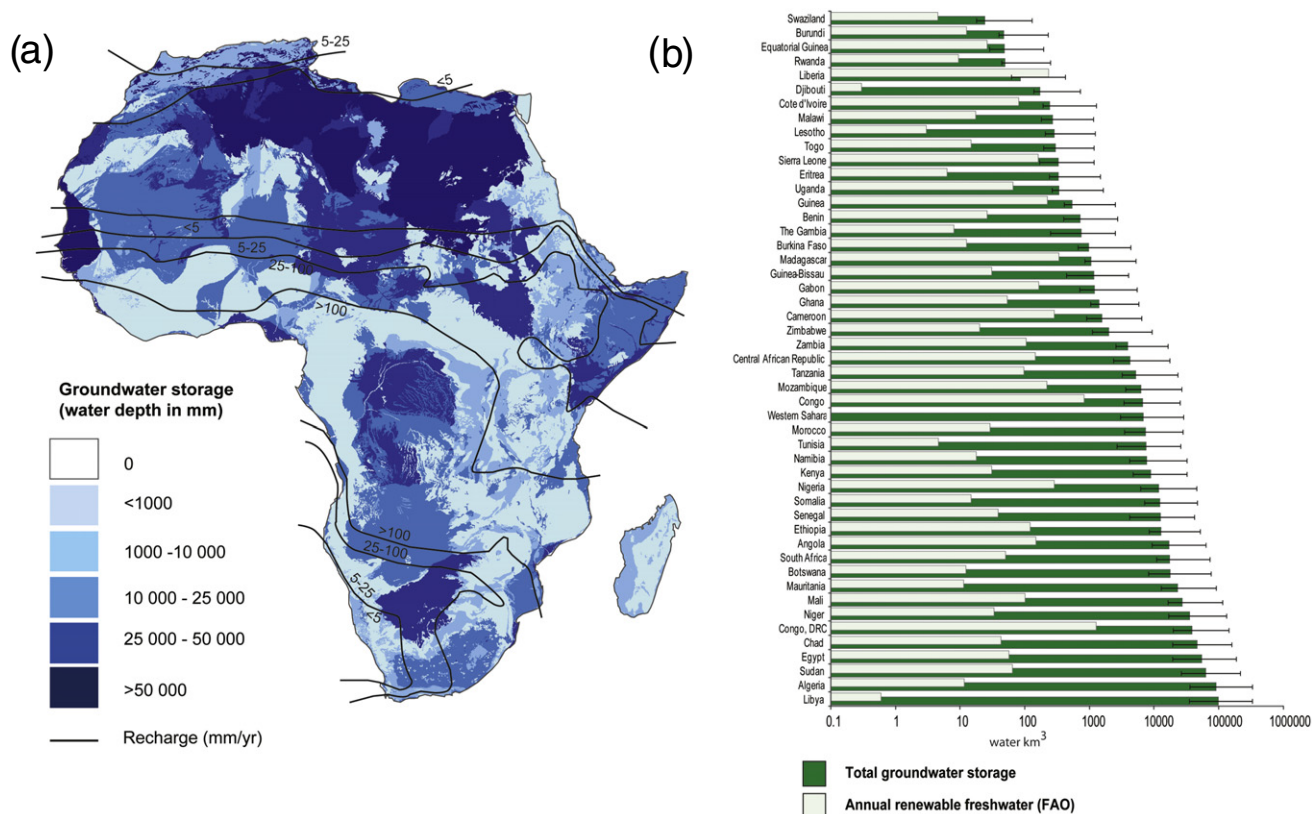 (a)
5-25
<5
<5
5-25
25-100
>100
>100
25-100
5-25
<5
Groundwater storage
(water depth in mm)
0
<1000
1000 -10 000
10 000 - 25 000
25 000 - 50 000
>50 000
Recharge (mm/yr)
(b)
Swaziland
Burundi
Equatorial Guinea
Rwanda
Liberia
Djibouti
Cote d'Ivoire
Malawi
Lesotho
Togo
Sierra Leone
Eritrea
Uganda
Guinea
Benin
The Gambia
Burkina Faso
Madagascar
Guinea-Bissau
Gabon
Ghana
Cameroon
Zimbabwe
Zambia
Central African Republic
Tanzania
Mozambique
Congo
Western Sahara
Morocco
Tunisia
Namibia
Kenya
Nigeria
Somalia
Senegal
Ethiopia
Angola
South Africa
Botswana
Mauritania
Mali
Niger
Congo, DRC
Chad
Egypt
Sudan
Algeria
Libya
0.1 1 10 100 1000 10000 100000 1000000
water km³
Total groundwater storage
Annual renewable freshwater (FAO)